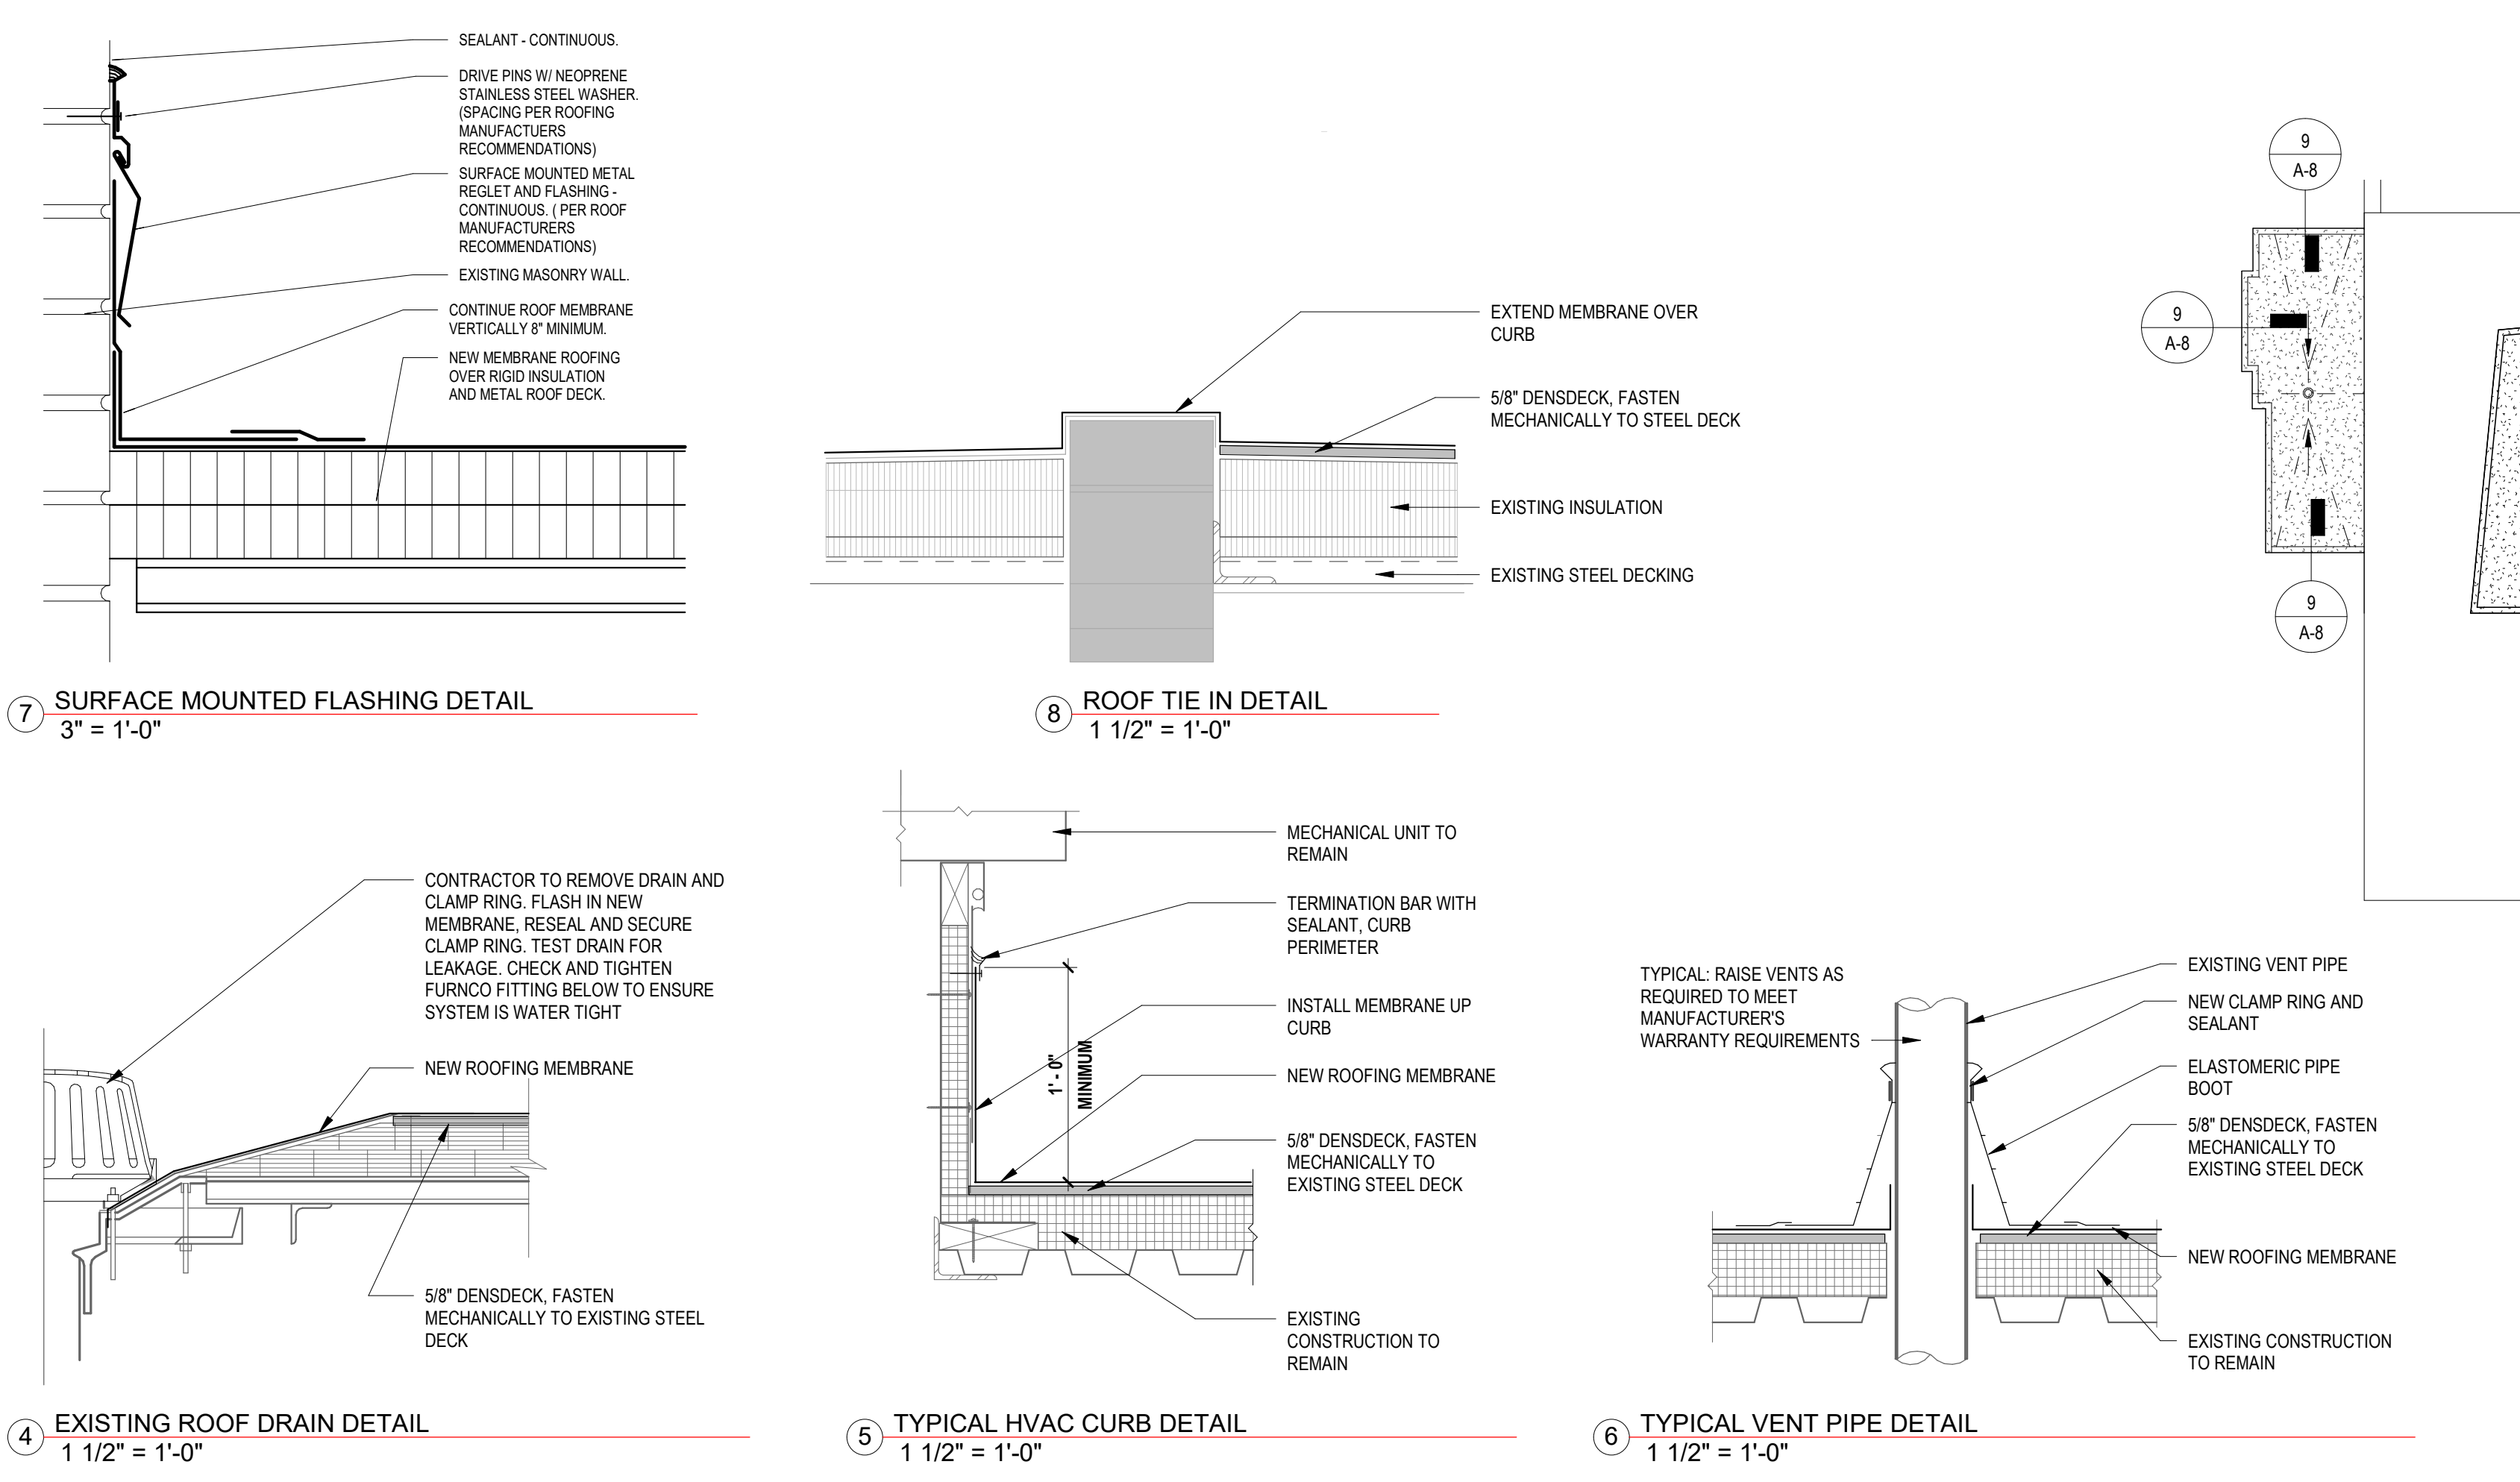 SEALANT - CONTINUOUS.
DRIVE PINS W/ NEOPRENE
STAINLESS STEEL WASHER.
(SPACING PER ROOFING
MANUFACTUERS
RECOMMENDATIONS)
SURFACE MOUNTED METAL
REGLET AND FLASHING -
CONTINUOUS. ( PER ROOF
MANUFACTURERS
RECOMMENDATIONS)
EXISTING MASONRY WALL.
CONTINUE ROOF MEMBRANE
VERTICALLY 8" MINIMUM.
NEW MEMBRANE ROOFING
OVER RIGID INSULATION
AND METAL ROOF DECK.
7
SURFACE MOUNTED FLASHING DETAIL
3" = 1'-0"
EXTEND MEMBRANE OVER
CURB
5/8" DENSDECK, FASTEN
MECHANICALLY TO STEEL DECK
EXISTING INSULATION
EXISTING STEEL DECKING
8
ROOF TIE IN DETAIL
1 1/2" = 1'-0"
9
A-8
9
A-8
9
A-8
CONTRACTOR TO REMOVE DRAIN AND
CLAMP RING. FLASH IN NEW
MEMBRANE, RESEAL AND SECURE
CLAMP RING. TEST DRAIN FOR
LEAKAGE. CHECK AND TIGHTEN
FURNCO FITTING BELOW TO ENSURE
SYSTEM IS WATER TIGHT
NEW ROOFING MEMBRANE
5/8" DENSDECK, FASTEN
MECHANICALLY TO EXISTING STEEL
DECK
4
EXISTING ROOF DRAIN DETAIL
1 1/2" = 1'-0"
MECHANICAL UNIT TO
REMAIN
TERMINATION BAR WITH
SEALANT, CURB
PERIMETER
INSTALL MEMBRANE UP
CURB
1' - 0"
MINIMUM
NEW ROOFING MEMBRANE
5/8" DENSDECK, FASTEN
MECHANICALLY TO
EXISTING STEEL DECK
EXISTING
CONSTRUCTION TO
REMAIN
5
TYPICAL HVAC CURB DETAIL
1 1/2" = 1'-0"
TYPICAL: RAISE VENTS AS
REQUIRED TO MEET
MANUFACTURER'S
WARRANTY REQUIREMENTS
EXISTING VENT PIPE
NEW CLAMP RING AND
SEALANT
ELASTOMERIC PIPE
BOOT
5/8" DENSDECK, FASTEN
MECHANICALLY TO
EXISTING STEEL DECK
NEW ROOFING MEMBRANE
EXISTING CONSTRUCTION
TO REMAIN
6
TYPICAL VENT PIPE DETAIL
1 1/2" = 1'-0"